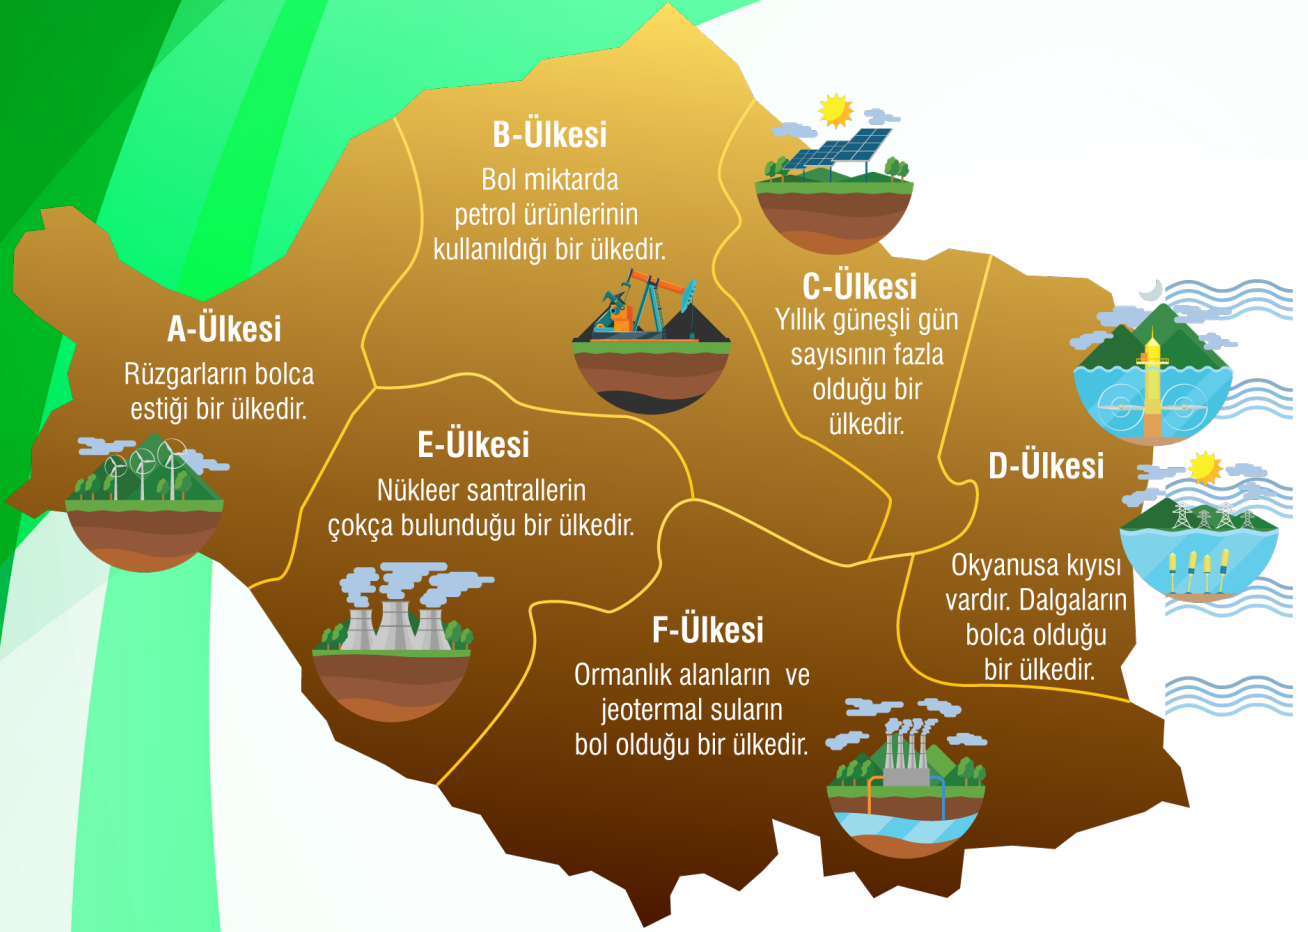 B-Ülkesi
Bol miktarda
petrol ürünlerinin
kullanıldığı bir ülkedir.
C-Ülkesi
Yıllık güneşli gün
sayısının fazla
olduğu bir
ülkedir.
A-Ülkesi
Rüzgarların bolca
estiği bir ülkedir.
E-Ülkesi
Nükleer santrallerin
çokça bulunduğu bir ülkedir.
D-Ülkesi
Okyanusa kıyısı
vardır. Dalgaların
bolca olduğu
bir ülkedir.
F-Ülkesi
Ormanlık alanların ve
jeotermal suların
bol olduğu bir ülkedir.